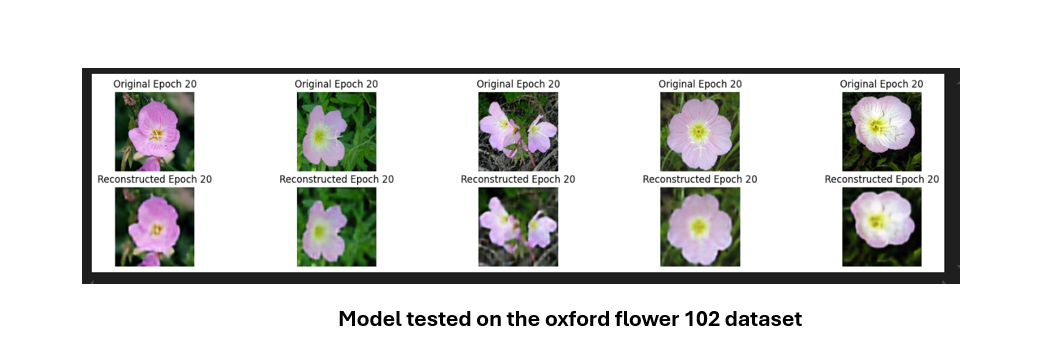 Original Epoch 20 Original Epoch 20 Original Epoch 20 Original Epoch 20 Original Epoch 20
Reconstructed Epoch 20 Reconstructed Epoch 20 Reconstructed Epoch 20 Reconstructed Epoch 20 Reconstructed Epoch 20
Model tested on the oxford flower 102 dataset